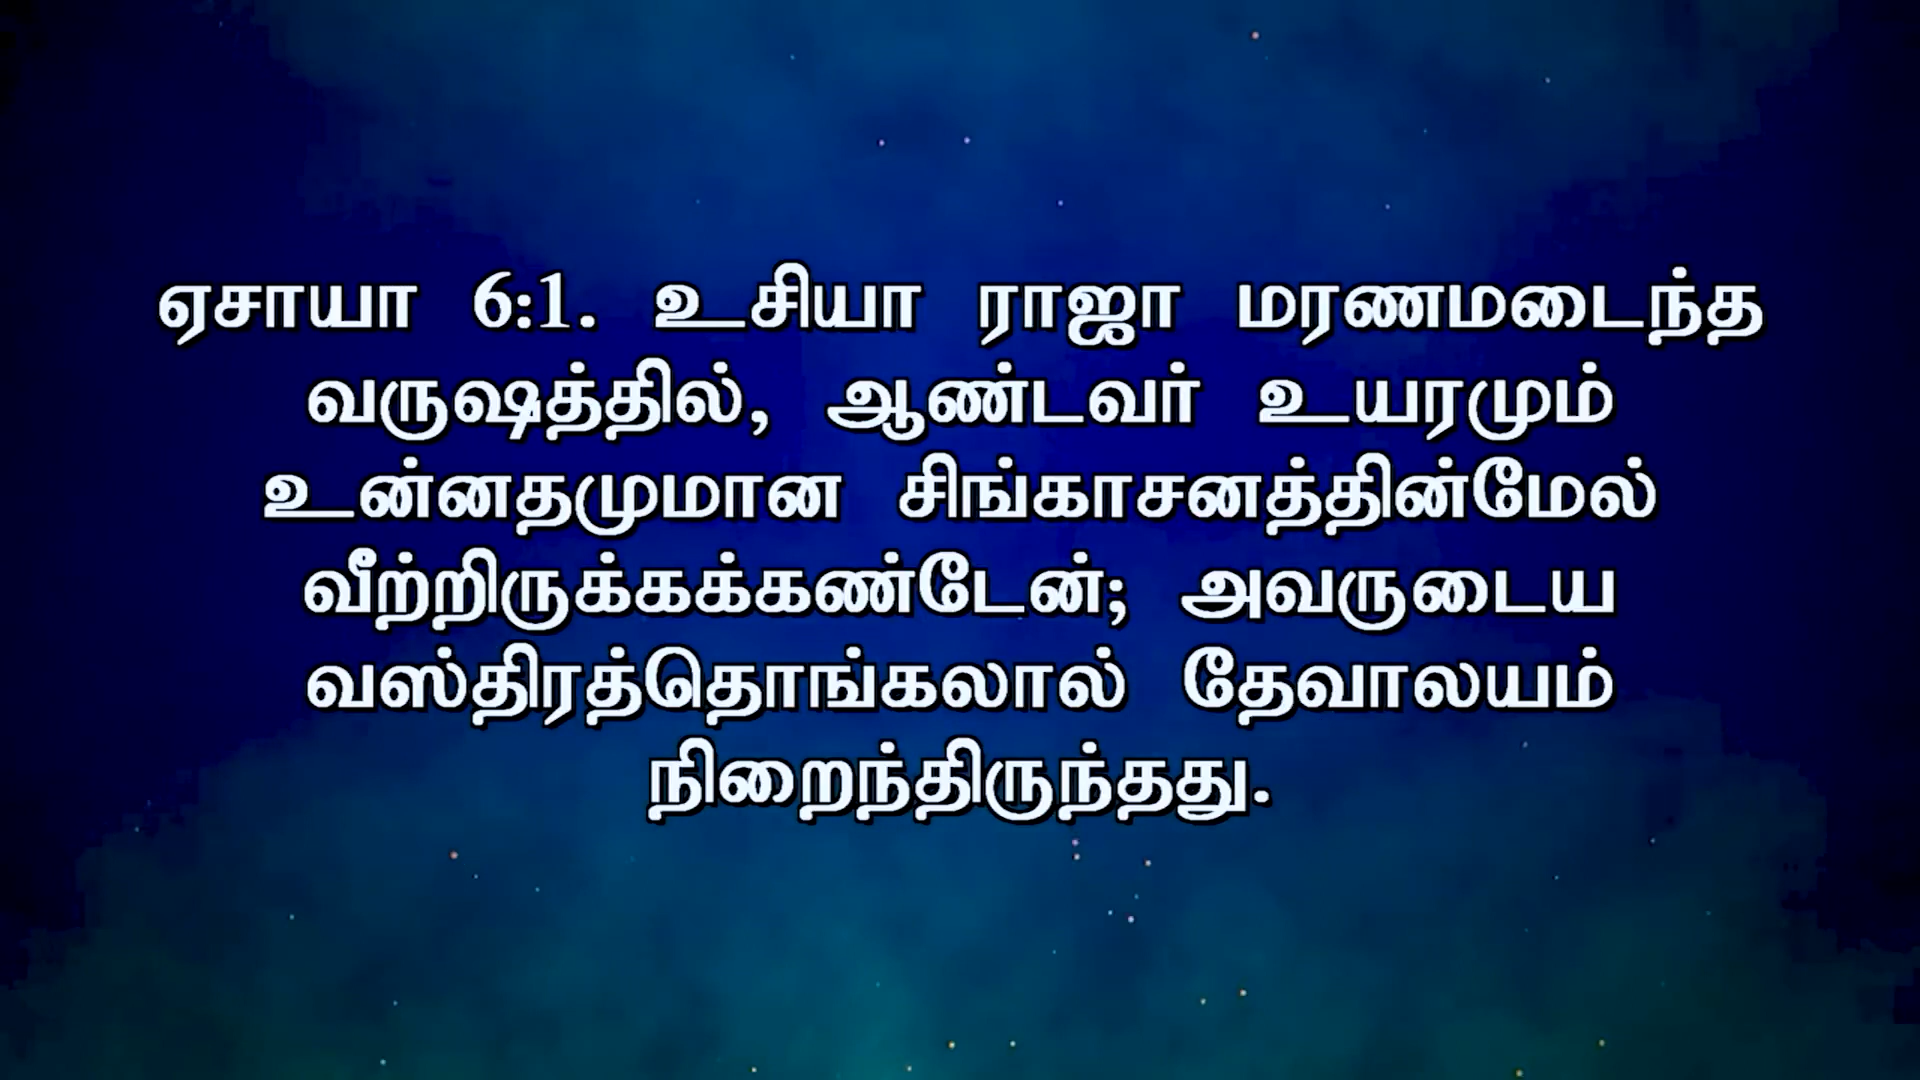 ஏசாயா 6:1. உசியா ராஜா மரணமடைந்த
வருஷத்தில், ஆண்டவர் உயரமும்
உன்னதமுமான சிங்காசனத்தின்மேல்
வீற்றிருக்கக்கண்டேன்; அவருடைய
வஸ்திரத்தொங்கலால் தேவாலயம்
நிறைந்திருந்தது.